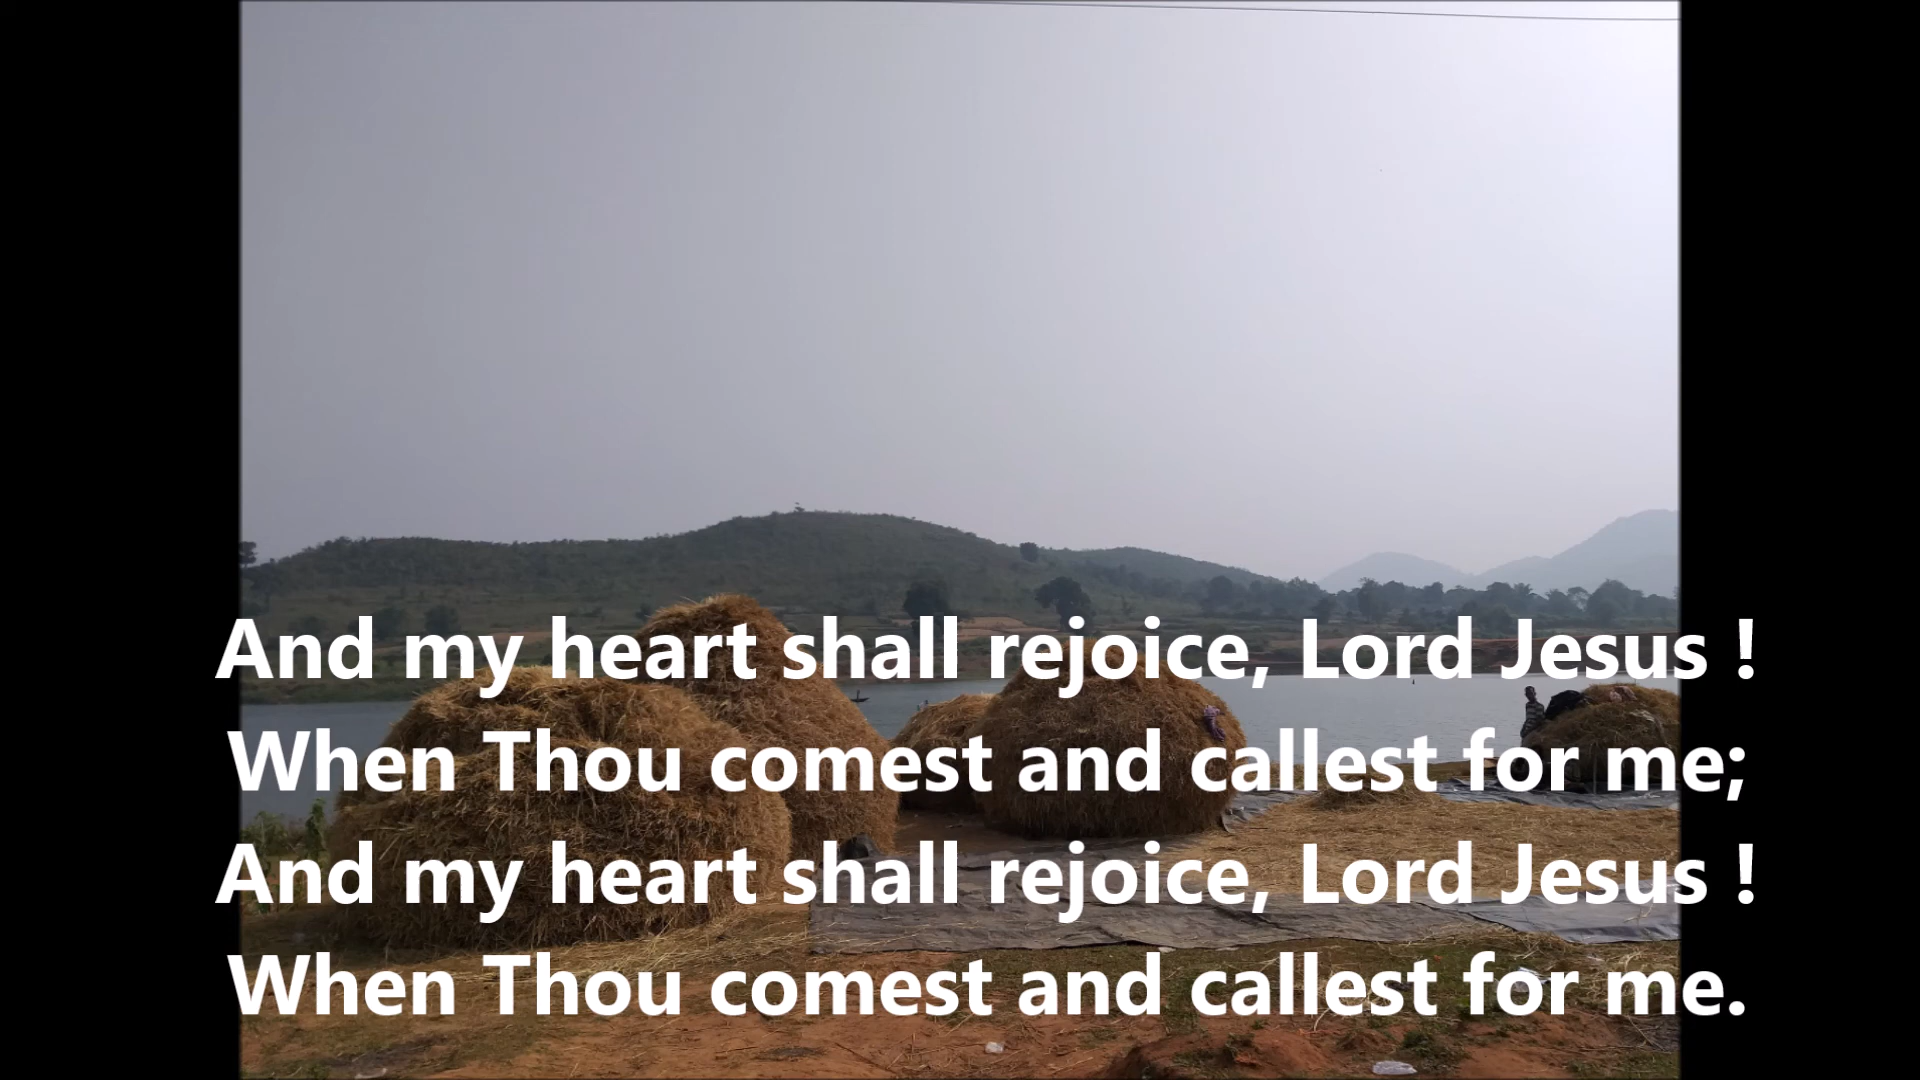 And my heart shall rejoice, Lord Jesus !
When Thou comest and callest for me;
And my heart shall rejoice, Lord Jesus !
When Thou comest and callest for me.